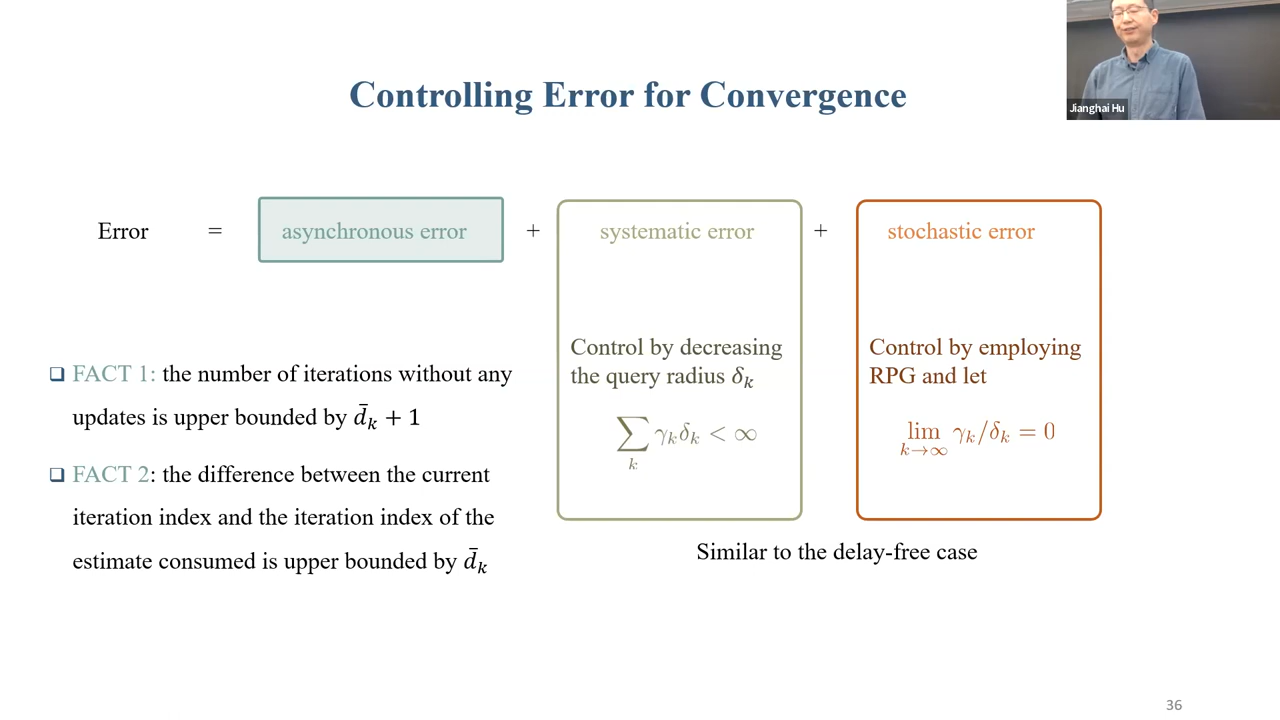 Jianghai Hu
Controlling Error for Convergence
Error = asynchronous error + systematic error + stochastic error
❑ FACT 1: the number of iterations without any
updates is upper bounded by d̄ₖ + 1
❑ FACT 2: the difference between the current
iteration index and the iteration index of the
estimate consumed is upper bounded by d̄ₖ
Control by decreasing
the query radius δₖ
∑ₖ γₖδₖ < ∞
Control by employing
RPG and let
lim k→∞ γₖ/δₖ = 0
Similar to the delay-free case
36